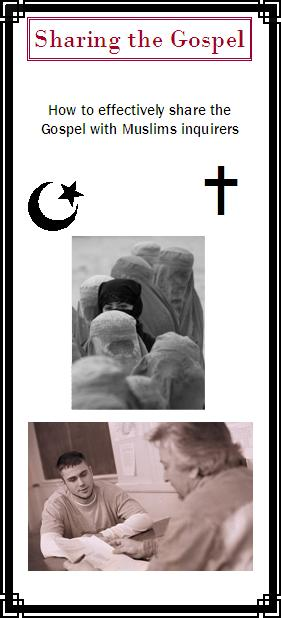 Sharing the Gospel
How to effectively share the
Gospel with Muslims inquirers